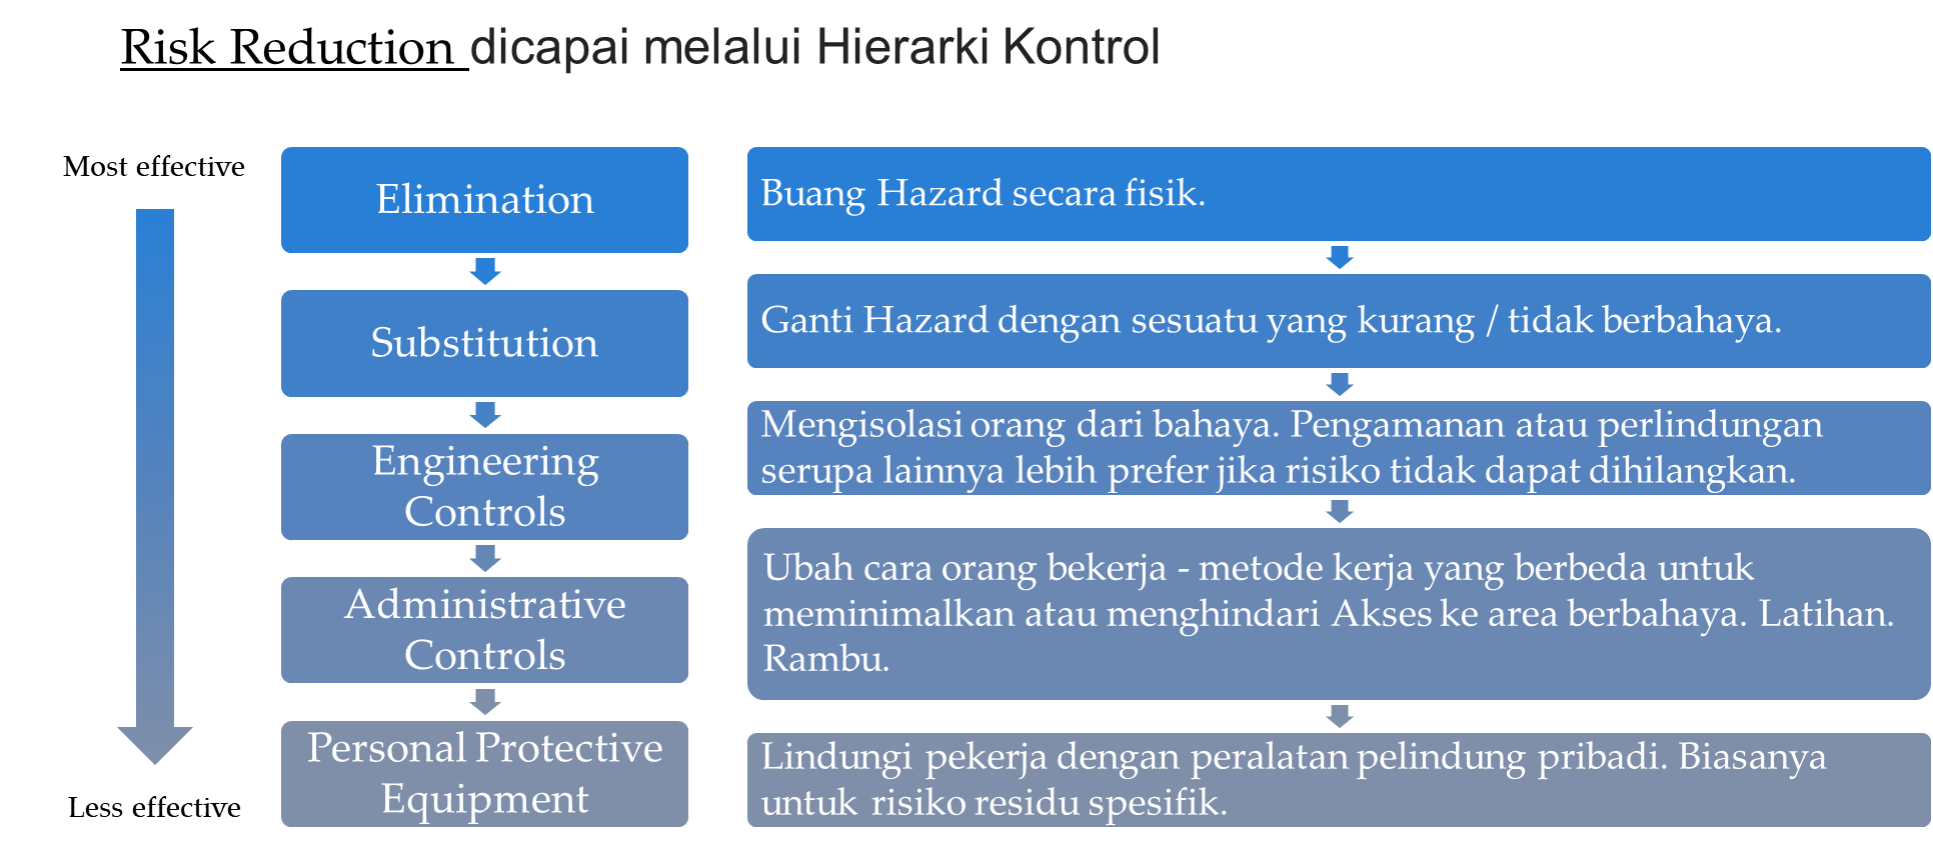 Risk Reduction dicapai melalui Hierarki Kontrol
Most effective
Elimination
Buang Hazard secara fisik.
Substitution
Ganti Hazard dengan sesuatu yang kurang / tidak berbahaya.
Engineering
Controls
Mengisolasi orang dari bahaya. Pengamanan atau perlindungan
serupa lainnya lebih prefer jika risiko tidak dapat dihilangkan.
Administrative
Controls
Ubah cara orang bekerja - metode kerja yang berbeda untuk
meminimalkan atau menghindari Akses ke area berbahaya. Latihan.
Rambu.
Personal Protective
Equipment
Lindungi pekerja dengan peralatan pelindung pribadi. Biasanya
untuk risiko residu spesifik.
Less effective